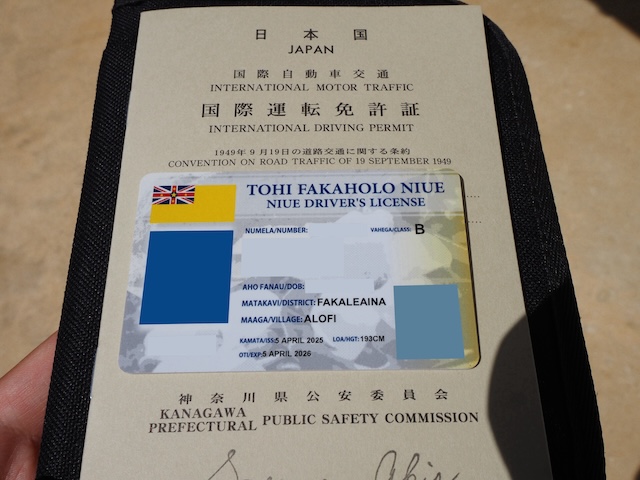 日本国
JAPAN
国際自動車交通
INTERNATIONAL MOTOR TRAFFIC
国際運転免許証
INTERNATIONAL DRIVING PERMIT
1949年9月19日の道路交通に関する条約
CONVENTION ON ROAD TRAFFIC OF 19 SEPTEMBER 1949
TOHI FAKAHOLO NIUE
NIUE DRIVER'S LICENSE
NUMELA/NUMBER:
VAHEGA/CLASS: B
AHO FANAU/DOB:
MATAKAVI/DISTRICT: FAKALEAINA
MAAGA/VILLAGE: ALOFI
KAMATA/ISS: 5 APRIL 2025 LOA/HGT: 193CM
OTI/EXP: 5 APRIL 2026
神奈川県公安委員会
KANAGAWA PREFECTURAL PUBLIC SAFETY COMMISSION